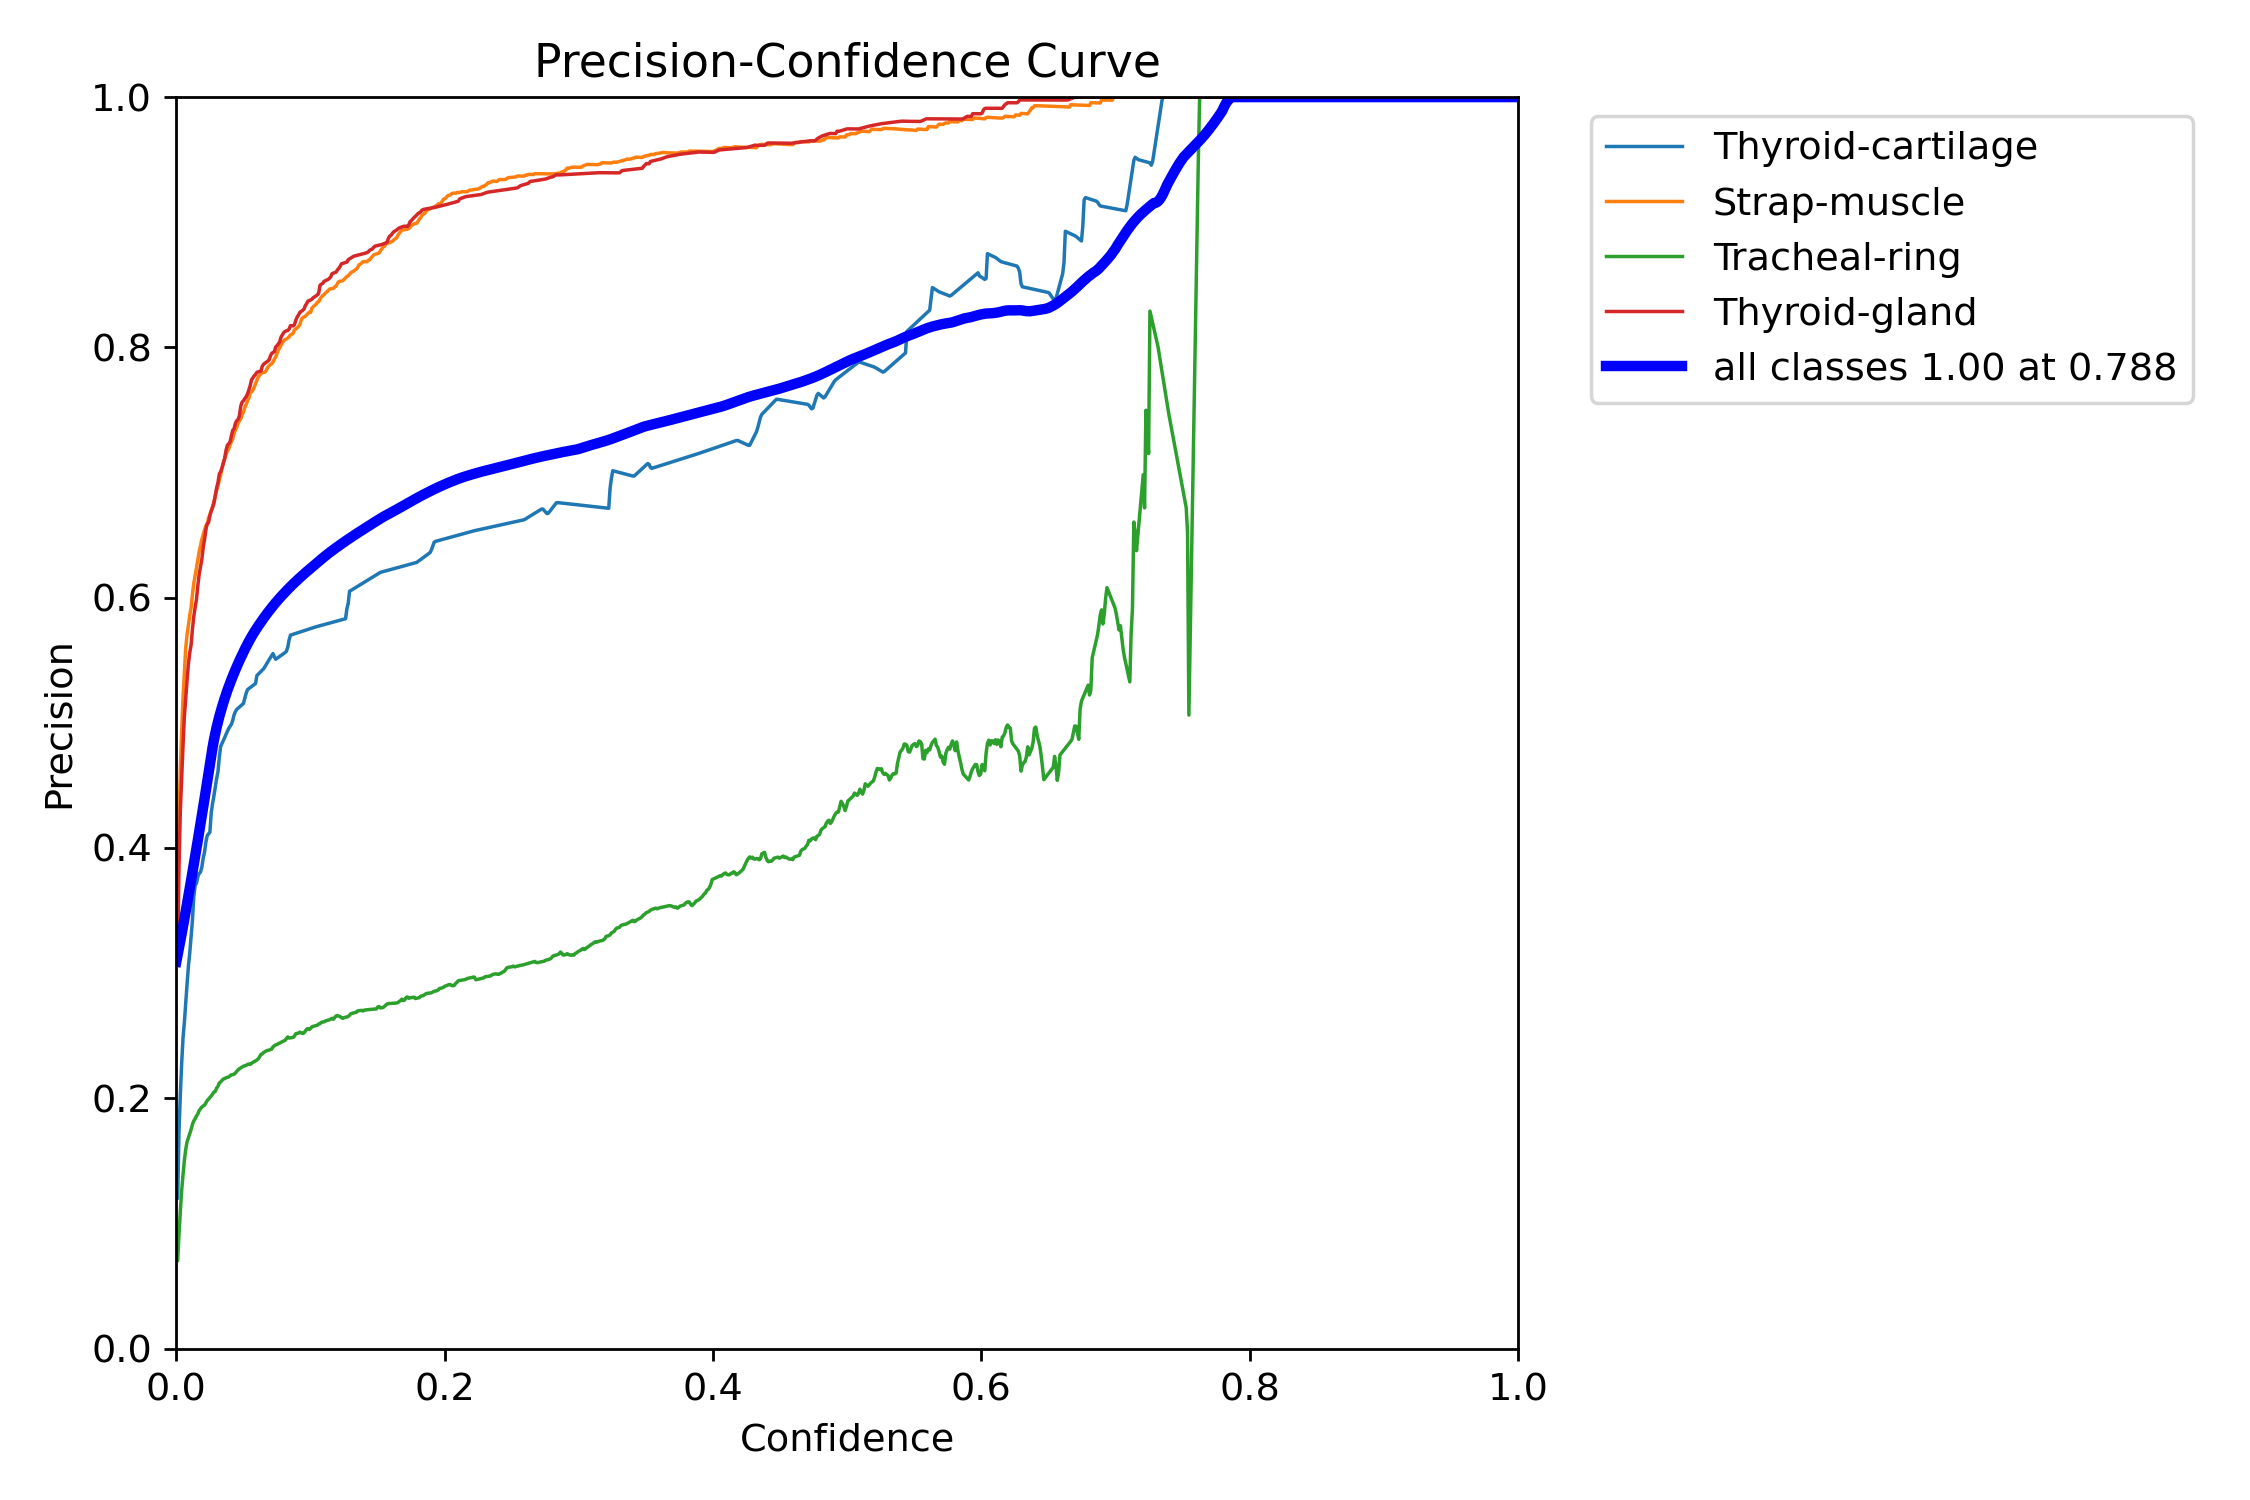 Precision-Confidence Curve
1.0
0.8
0.6
0.4
0.2
0.0
Precision
0.0 0.2 0.4 0.6 0.8 1.0
Confidence
Thyroid-cartilage
Strap-muscle
Tracheal-ring
Thyroid-gland
all classes 1.00 at 0.788